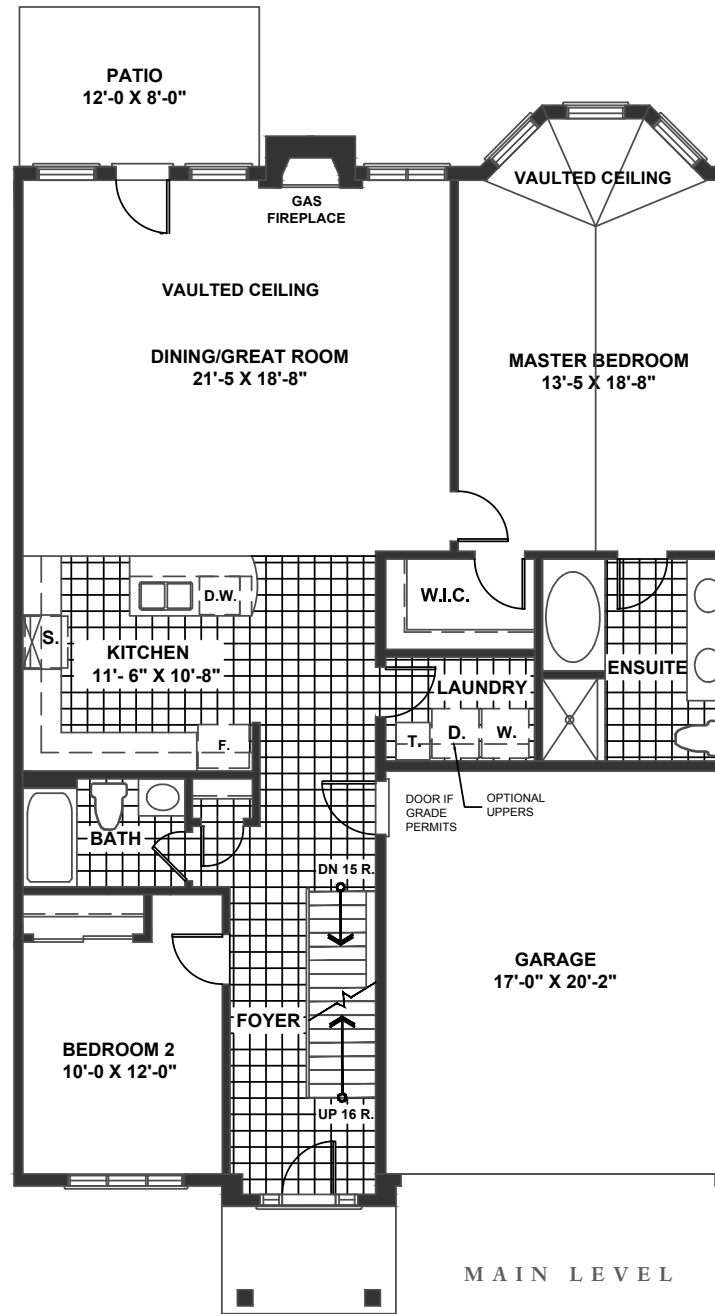 PATIO
12'-0 X 8'-0"
VAULTED CEILING
GAS
FIREPLACE
VAULTED CEILING
DINING/GREAT ROOM
21'-5 X 18'-8"
MASTER BEDROOM
13'-5 X 18'-8"
D.W.
W.I.C.
S.
KITCHEN
11'- 6" X 10'-8"
ENSUITE
LAUNDRY
F.
T.
D.
W.
DOOR IF
GRADE
PERMITS
OPTIONAL
UPPERS
BATH
DN 15 R.
GARAGE
17'-0" X 20'-2"
FOYER
BEDROOM 2
10'-0 X 12'-0"
UP 16 R.
MAIN LEVEL